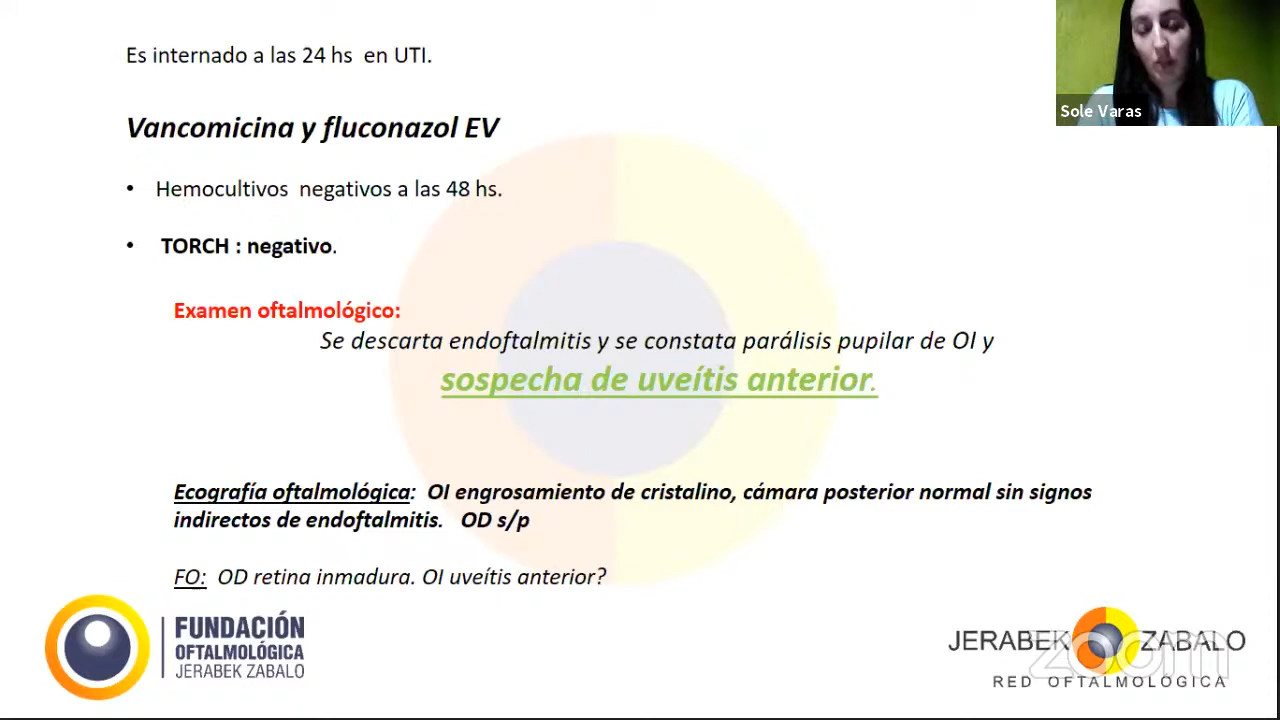 Es internado a las 24 hs en UTI.
Sole Varas
Vancomicina y fluconazol EV
• Hemocultivos negativos a las 48 hs.
• TORCH : negativo.
Examen oftalmológico:
Se descarta endoftalmitis y se constata parálisis pupilar de OI y
sospecha de uveítis anterior.
Ecografía oftalmológica: OI engrosamiento de cristalino, cámara posterior normal sin signos
indirectos de endoftalmitis. OD s/p
FO: OD retina inmadura. OI uveítis anterior?
FUNDACIÓN
OFTALMOLÓGICA
JERABEK ZABALO
JERABEK ZABALO
zoom
RED OFTALMOLÓGICA